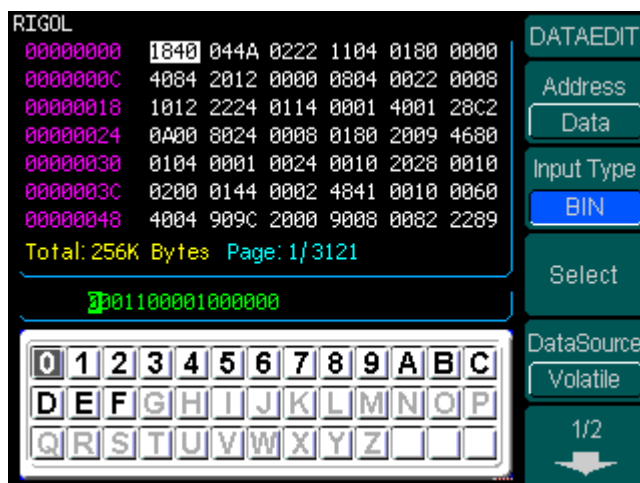 RIGOL
00000000 1840 044A 0222 1104 0180 0000
0000000C 4084 2012 0000 0804 0022 0008
00000018 1012 2224 0114 0001 4001 28C2
00000024 0A00 8024 0008 0180 2009 4680
00000030 0104 0001 0024 0010 2028 0010
0000003C 0200 0144 0002 4841 0010 0060
00000048 4004 909C 2000 9008 0082 2289
Total: 256K Bytes Page: 1/3121
0001100001000000
0 1 2 3 4 5 6 7 8 9 A B C
D E F G H I J K L M N O P
Q R S T U V W X Y Z
DATAEDIT
Address
Data
Input Type
BIN
Select
DataSource
Volatile
1/2